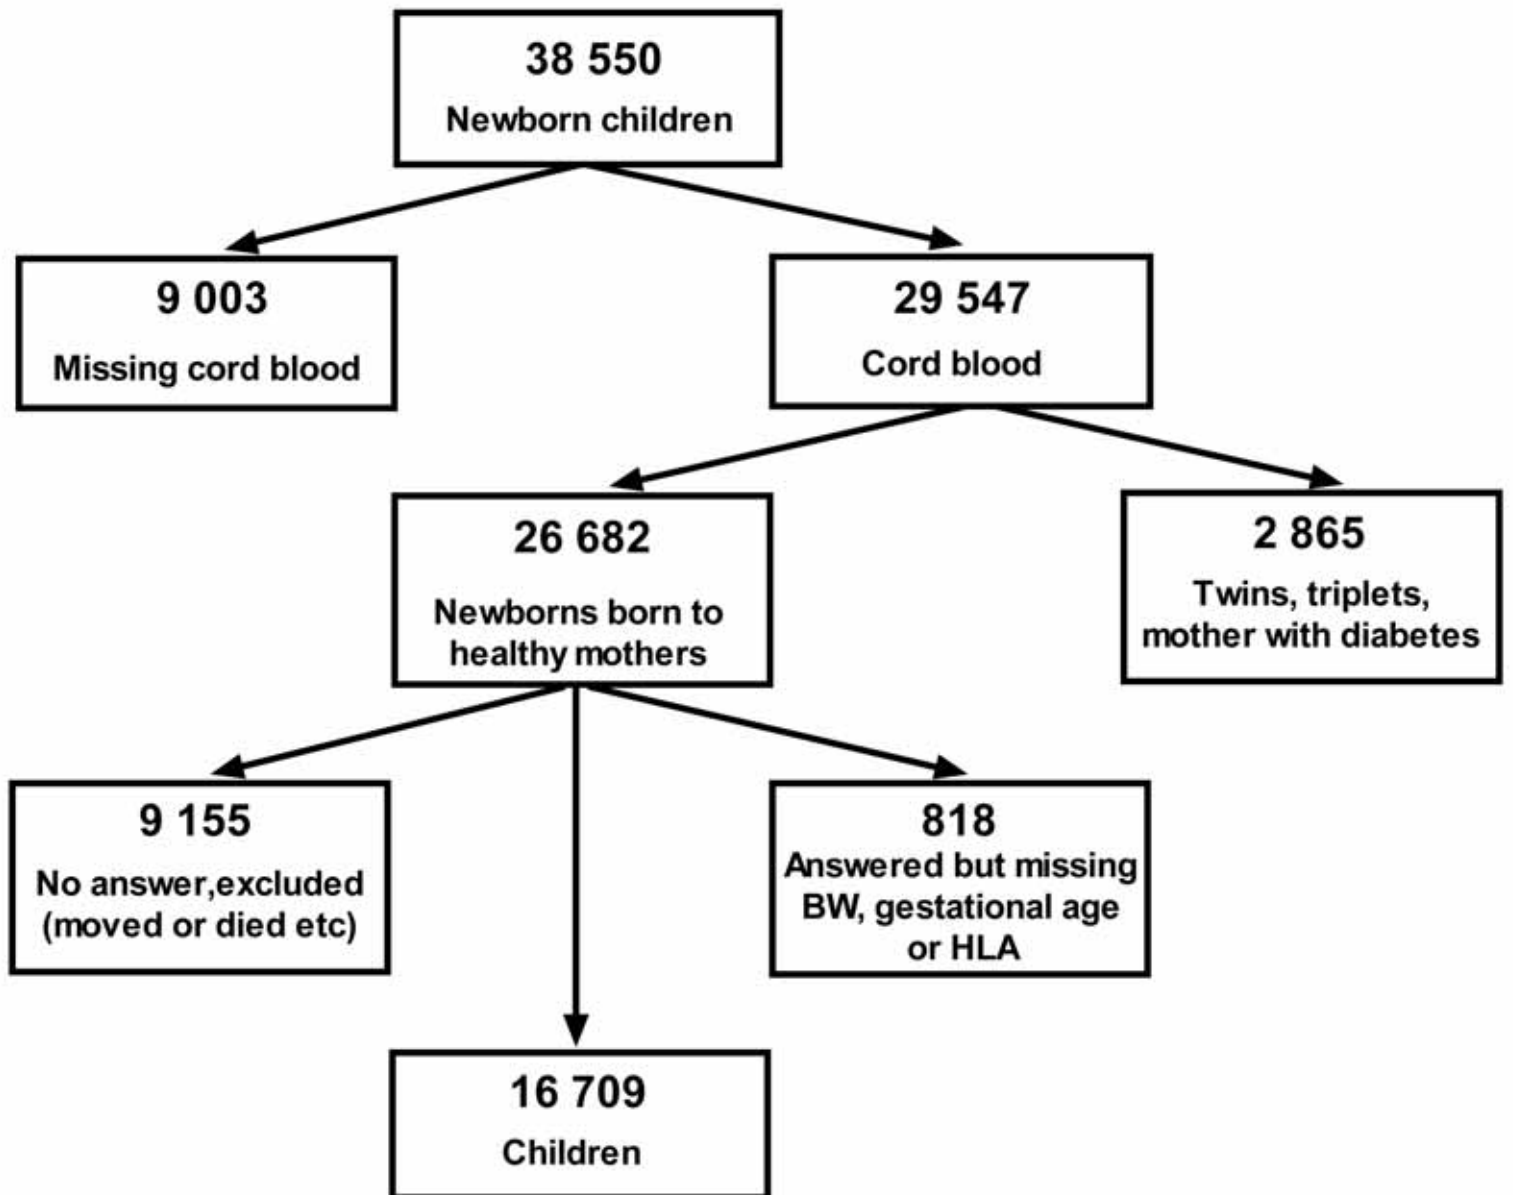 38 550
Newborn children
9 003
Missing cord blood
29 547
Cord blood
26 682
Newborns born to
healthy mothers
2 865
Twins, triplets,
mother with diabetes
9 155
No answer,excluded
(moved or died etc)
818
Answered but missing
BW, gestational age
or HLA
16 709
Children